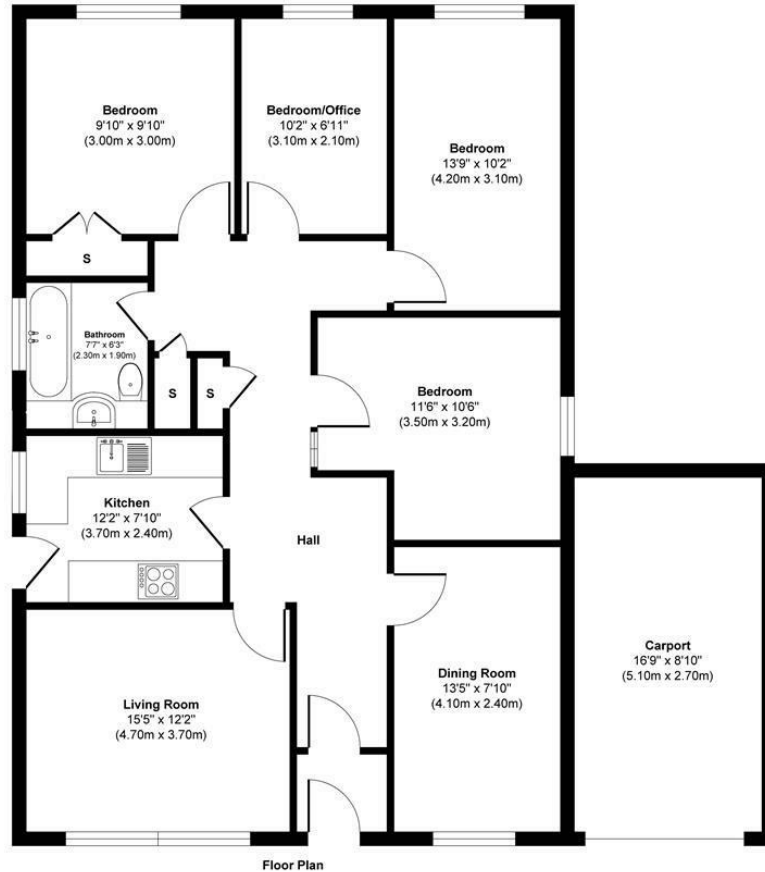 Bedroom
9'10" x 9'10"
(3.00m x 3.00m)
Bedroom/Office
10'2" x 6'11"
(3.10m x 2.10m)
Bedroom
13'9" x 10'2"
(4.20m x 3.10m)
S
Bathroom
7'7" x 6'3"
(2.30m x 1.90m)
S
S
Bedroom
11'6" x 10'6"
(3.50m x 3.20m)
Kitchen
12'2" x 7'10"
(3.70m x 2.40m)
Hall
Living Room
15'5" x 12'2"
(4.70m x 3.70m)
Dining Room
13'5" x 7'10"
(4.10m x 2.40m)
Carport
16'9" x 8'10"
(5.10m x 2.70m)
Floor Plan